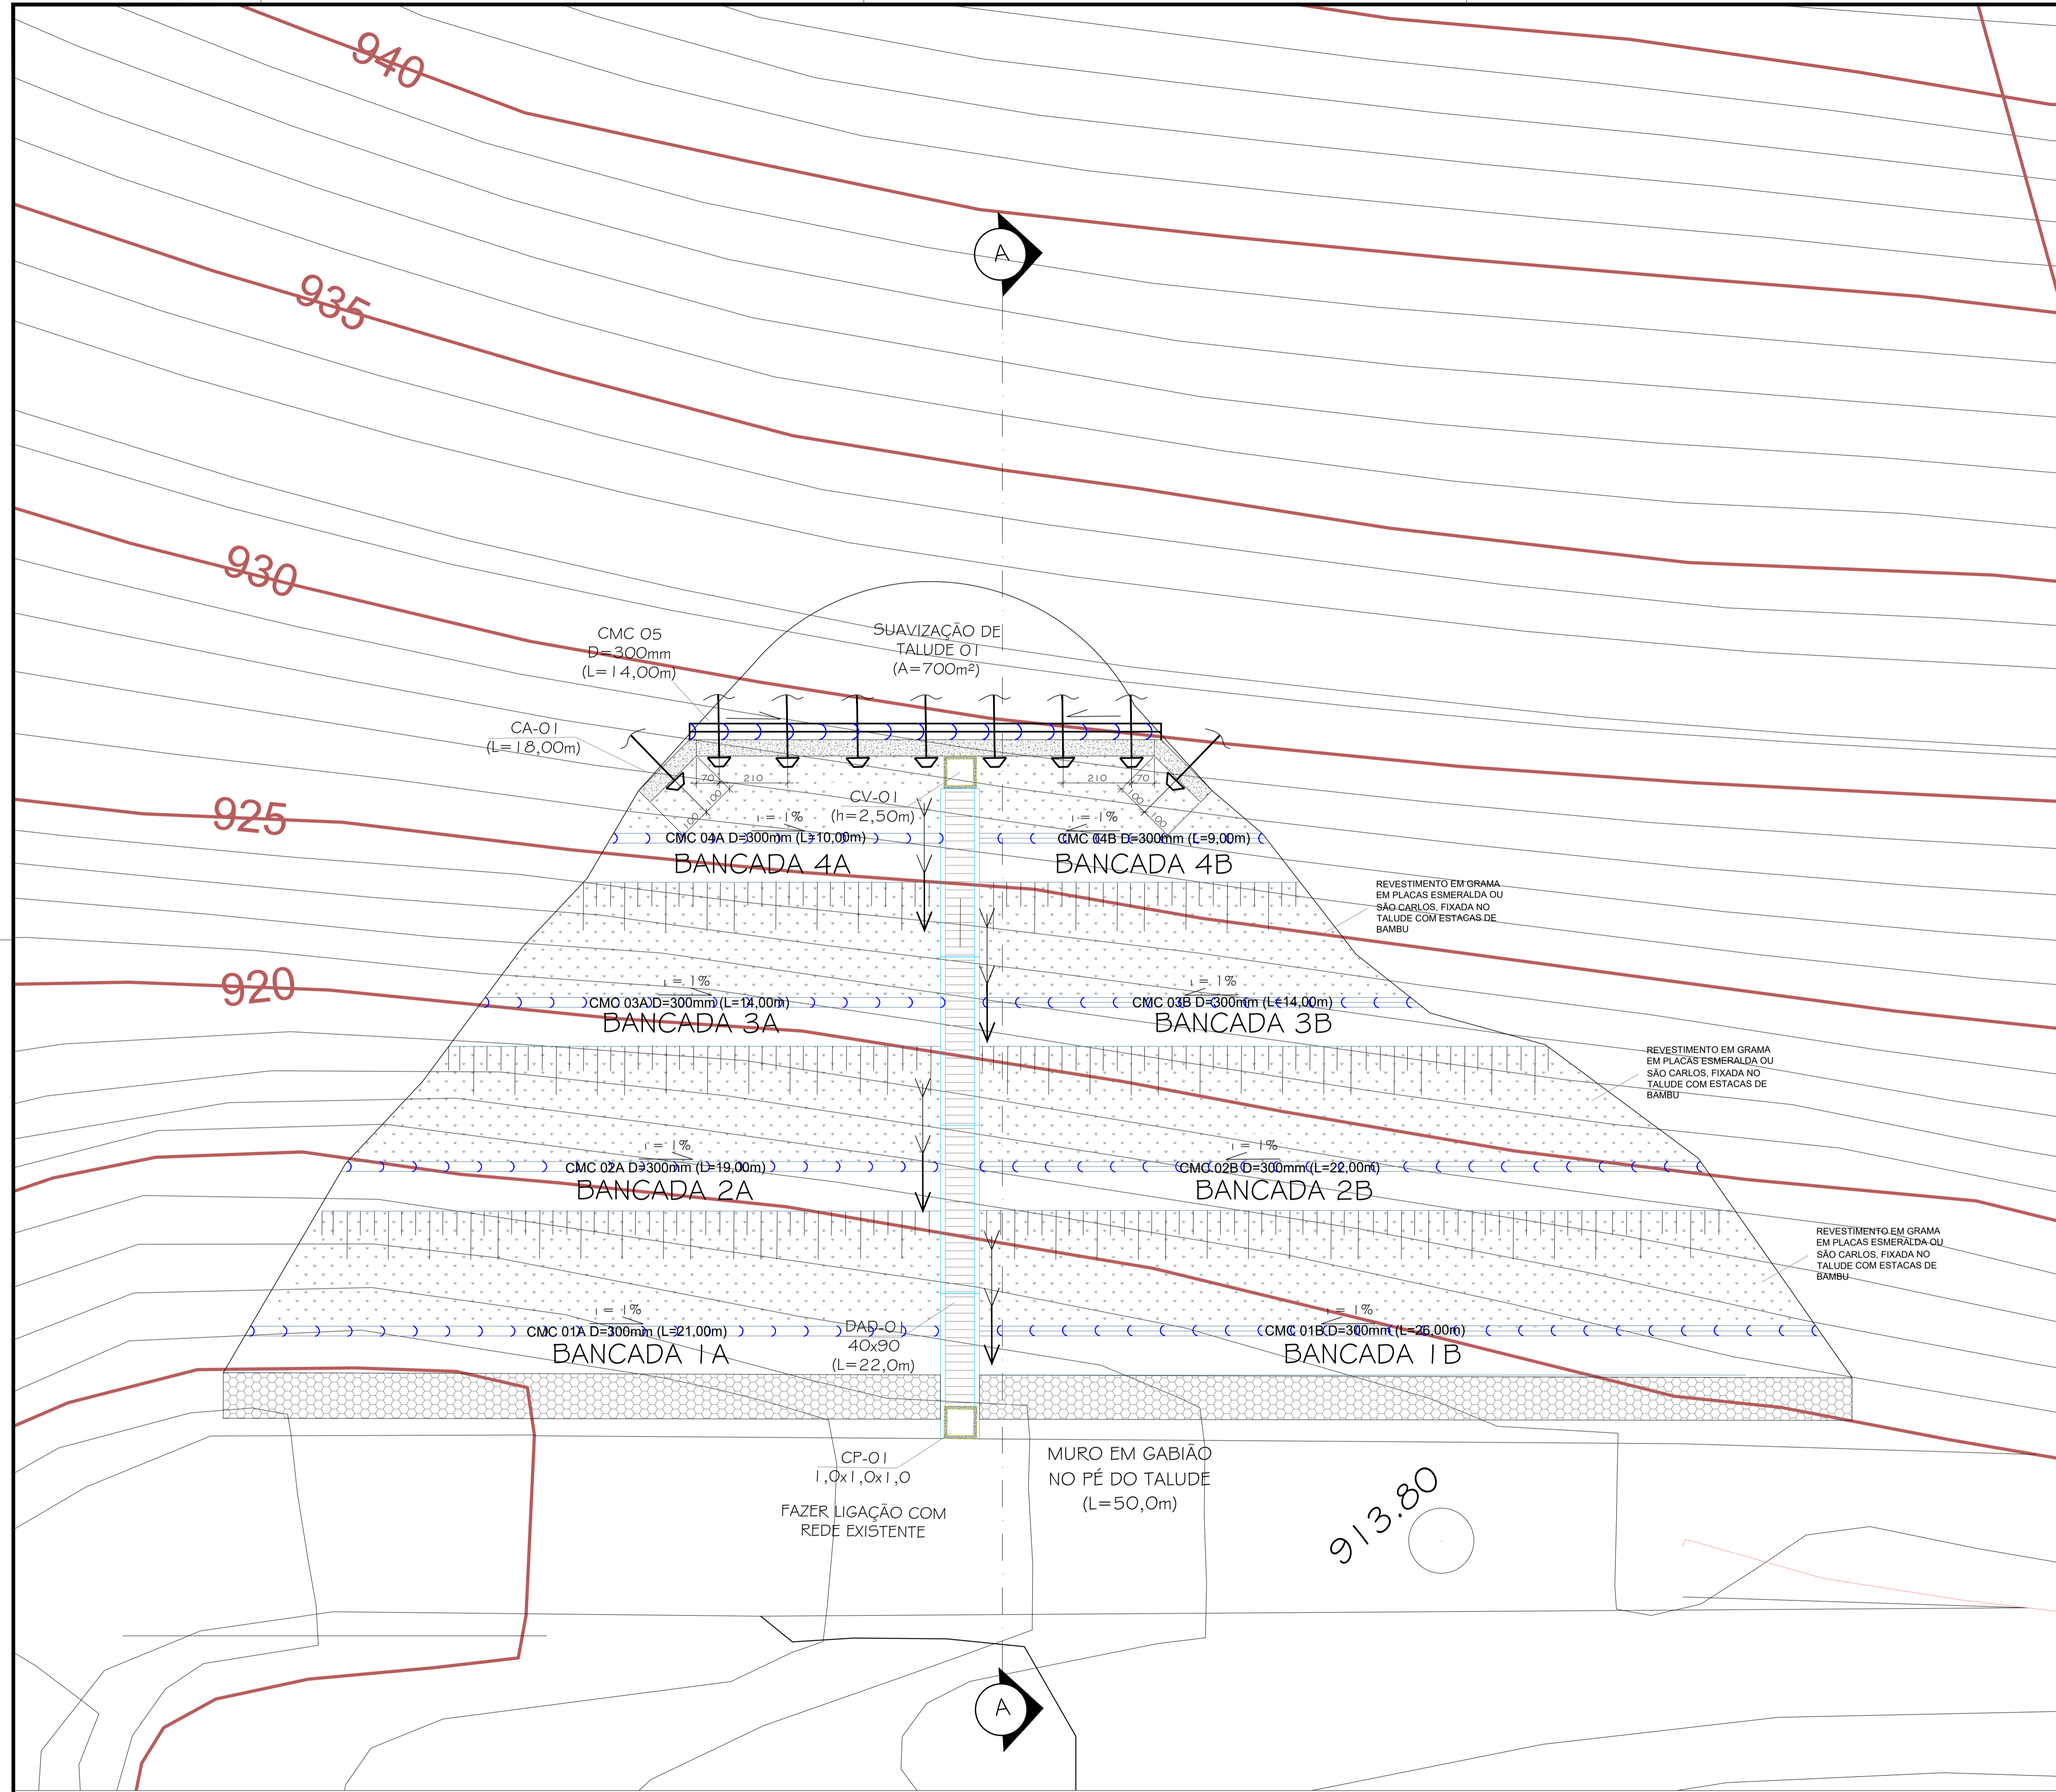 940
A
935
930
CMC 05
D=300mm
(L=14,00m)
SUAVIZAÇÃO DE
TALUDE 01
(A=700m²)
CA-01
(L=18,00m)
70
210
100
100
210
70
100
100
CV-01
(h=2,50m)
925
i = 1%
CMC 04A D=300mm (L=10,00m)
BANCADA 4A
i = 1%
CMC 04B D=300mm (L=9,00m)
BANCADA 4B
REVESTIMENTO EM GRAMA
EM PLACAS ESMERALDA OU
SÃO CARLOS, FIXADA NO
TALUDE COM ESTACAS DE
BAMBU
920
i = 1%
CMC 03A D=300mm (L=14,00m)
BANCADA 3A
i = 1%
CMC 03B D=300mm (L=14,00m)
BANCADA 3B
REVESTIMENTO EM GRAMA
EM PLACAS ESMERALDA OU
SÃO CARLOS, FIXADA NO
TALUDE COM ESTACAS DE
BAMBU
i = 1%
CMC 02A D=300mm (L=19,00m)
BANCADA 2A
i = 1%
CMC 02B D=300mm (L=22,00m)
BANCADA 2B
REVESTIMENTO EM GRAMA
EM PLACAS ESMERALDA OU
SÃO CARLOS, FIXADA NO
TALUDE COM ESTACAS DE
BAMBU
i = 1%
CMC 01A D=300mm (L=21,00m)
BANCADA 1A
DAD-01
40x90
(L=22,0m)
i = 1%
CMC 01B D=300mm (L=26,00m)
BANCADA 1B
CP-01
1,0x1,0x1,0
FAZER LIGAÇÃO COM
REDE EXISTENTE
MURO EM GABIÃO
NO PÉ DO TALUDE
(L=50,0m)
913.80
A